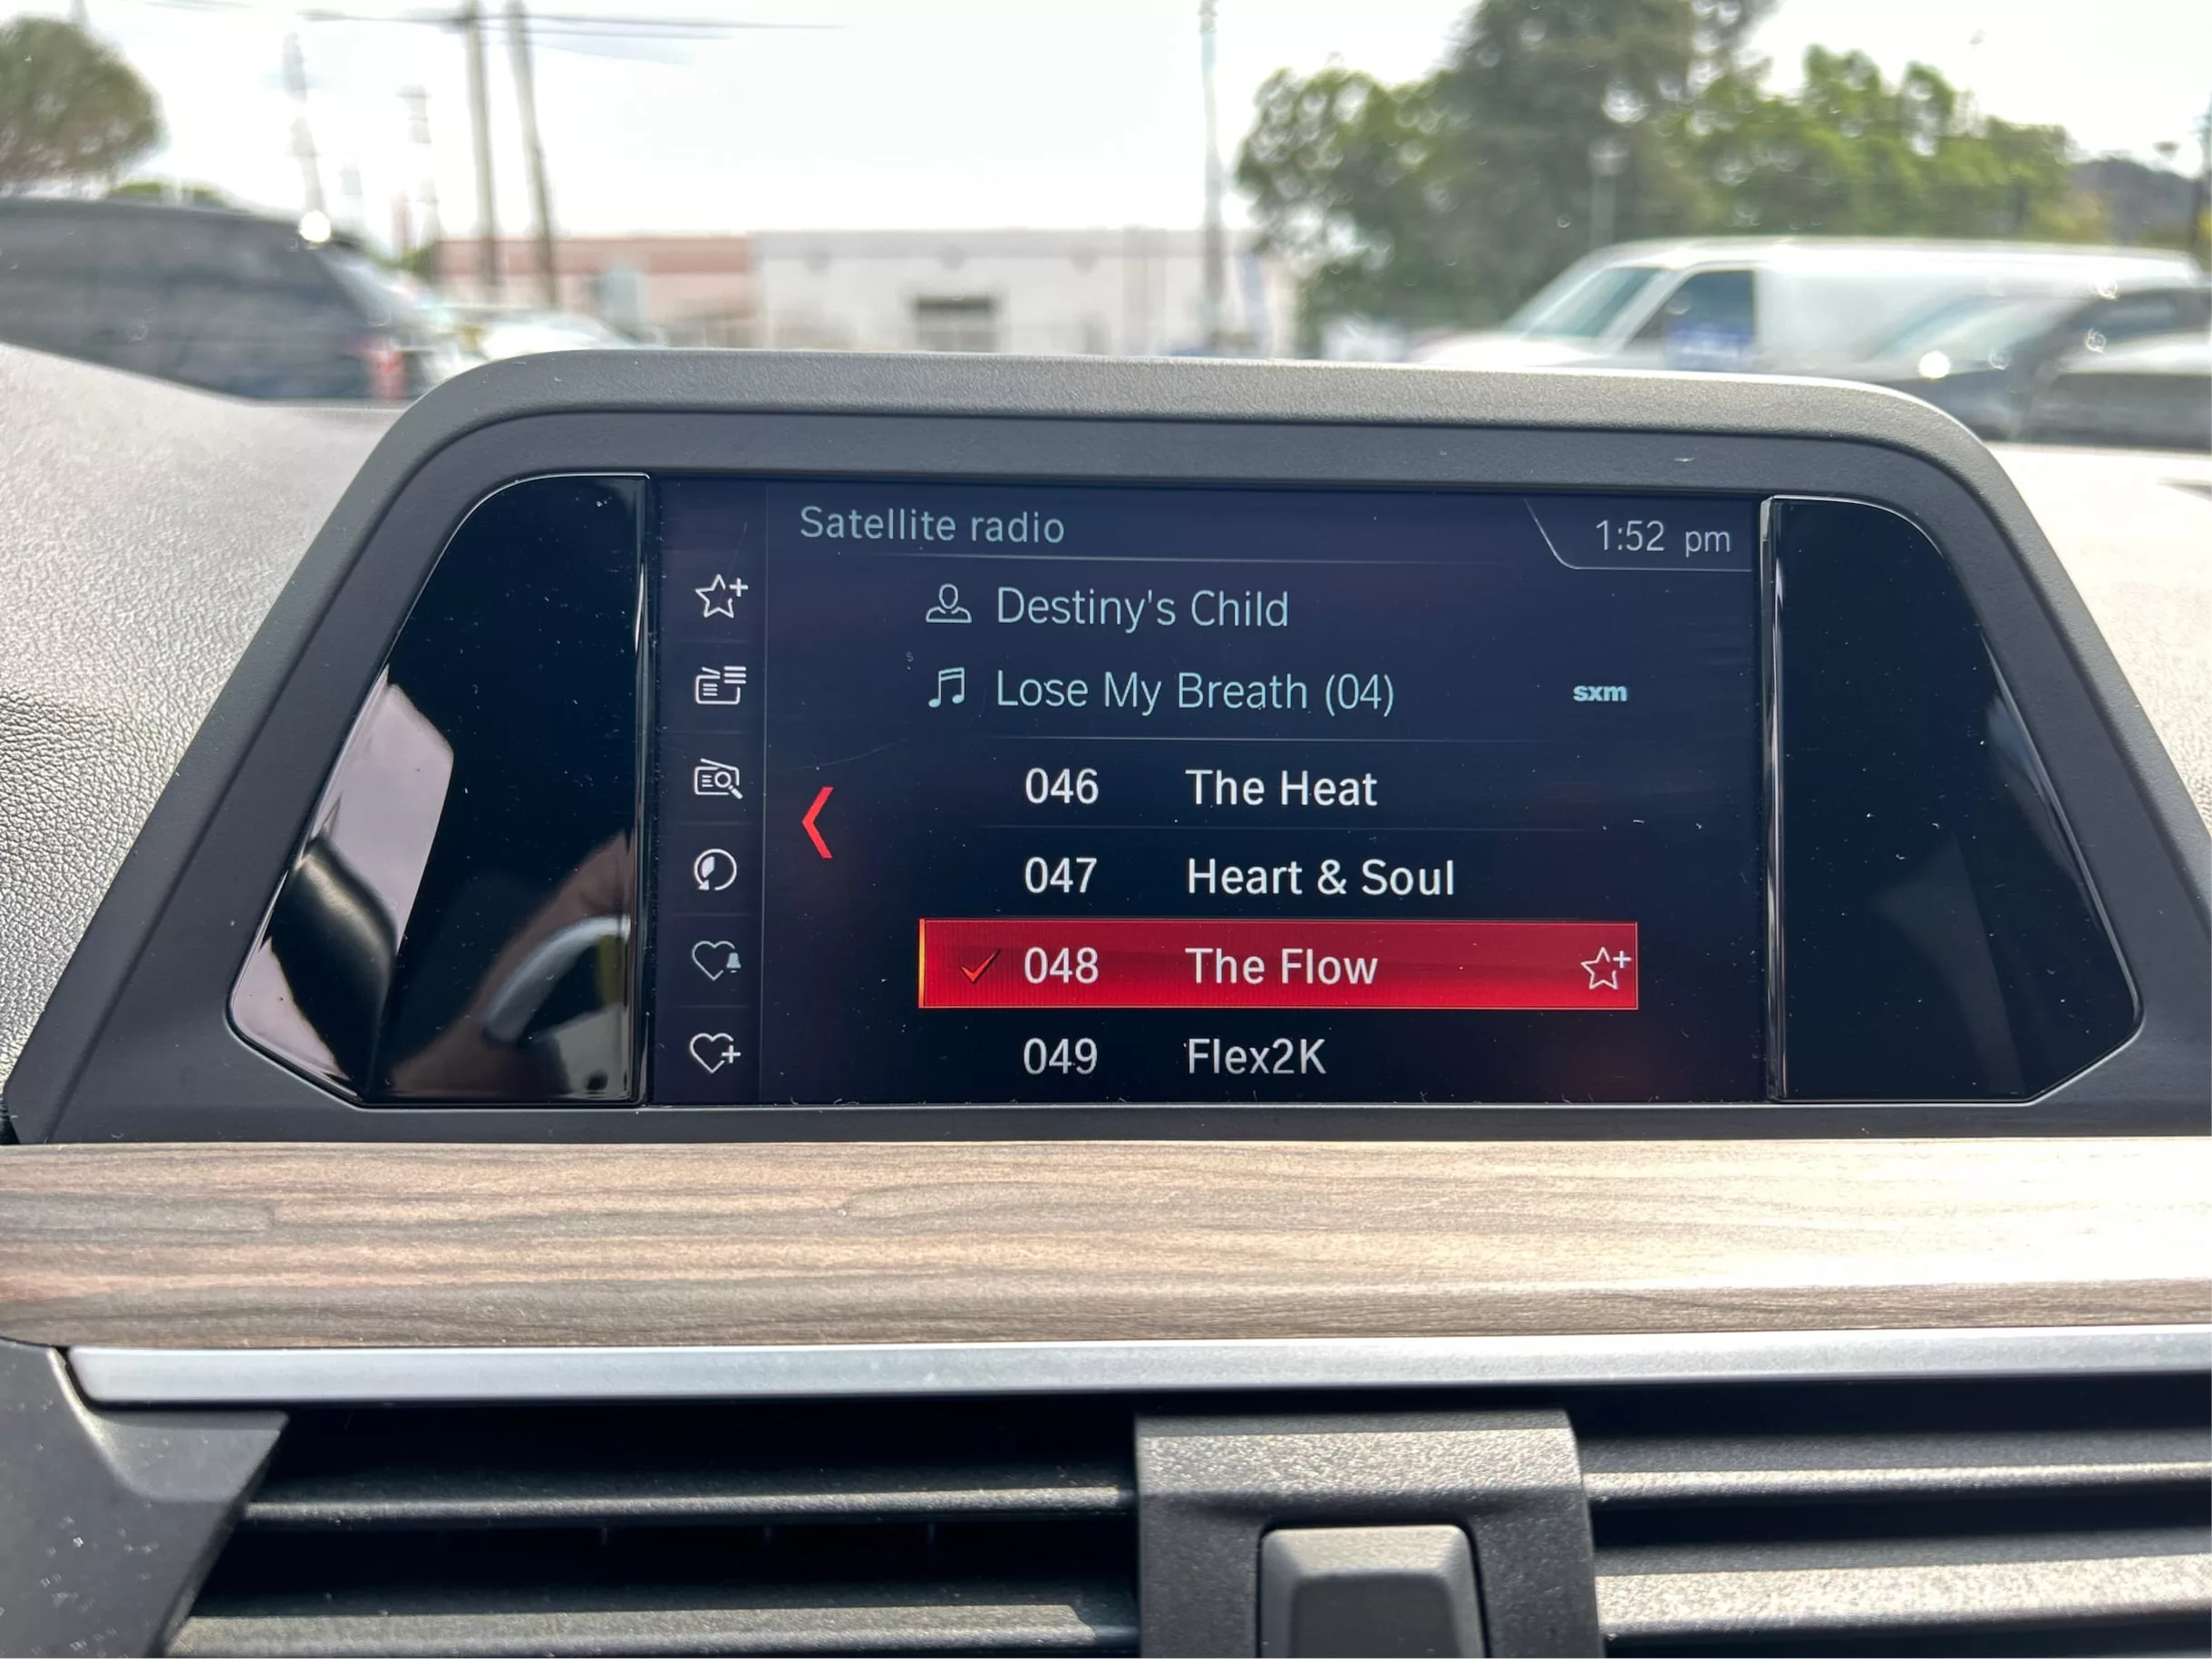 Satellite radio
1:52 pm
Destiny's Child
Lose My Breath (04)
sxm
046 The Heat
047 Heart & Soul
048 The Flow
049 Flex2K